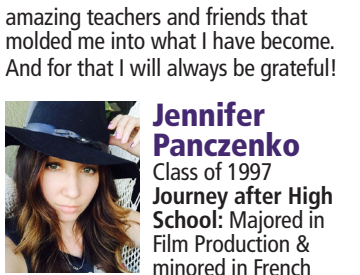 amazing teachers and friends that
molded me into what I have become.
And for that I will always be grateful!
Jennifer
Panczenko
Class of 1997
Journey after High
School: Majored in
Film Production &
minored in French